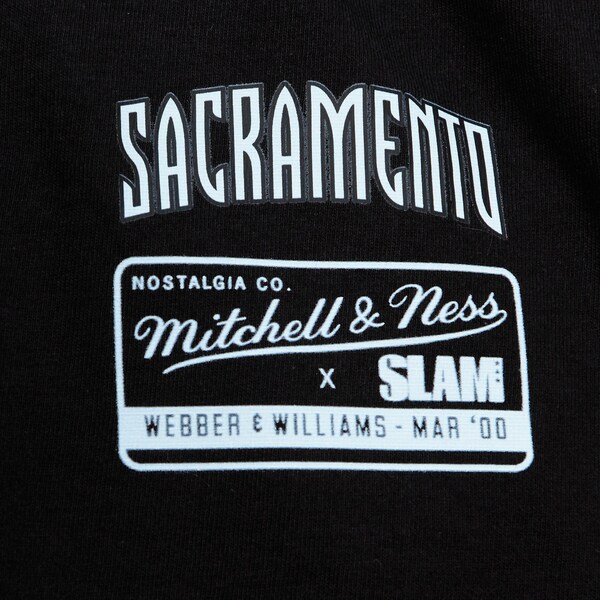 SACRAMENTO
NOSTALGIA CO.
Mitchell & Ness
X SLAM
WEBBER & WILLIAMS - MAR '00